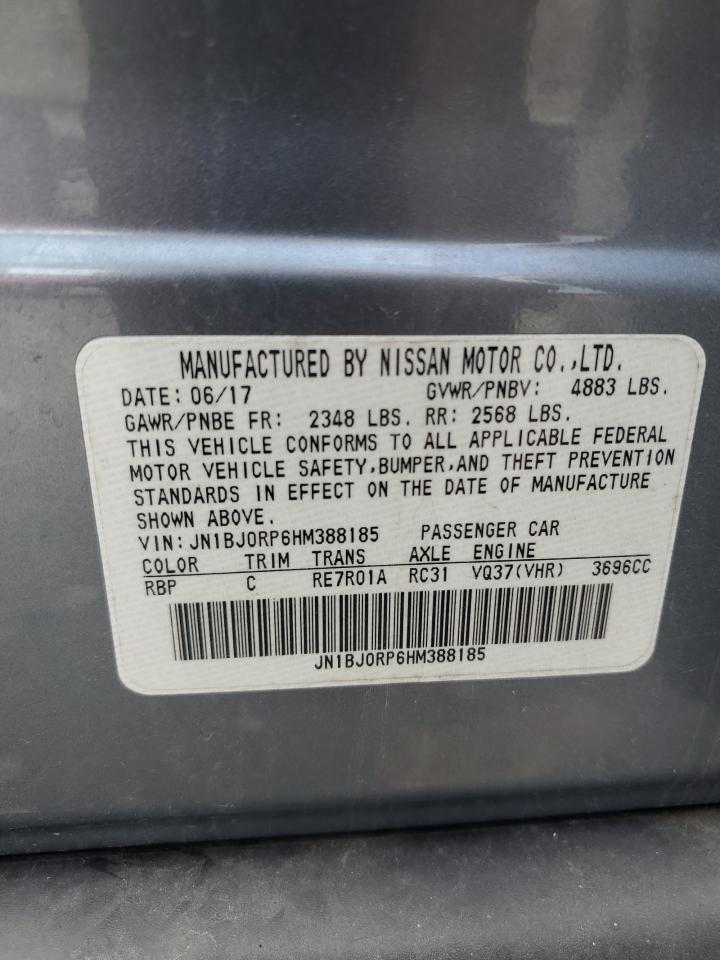 MANUFACTURED BY NISSAN MOTOR CO.,LTD.
DATE: 06/17 GVWR/PNBV: 4883 LBS.
GAWR/PNBE FR: 2348 LBS. RR: 2568 LBS.
THIS VEHICLE CONFORMS TO ALL APPLICABLE FEDERAL
MOTOR VEHICLE SAFETY,BUMPER,AND THEFT PREVENTION
STANDARDS IN EFFECT ON THE DATE OF MANUFACTURE
SHOWN ABOVE.
VIN: JN1BJ0RP6HM388185 PASSENGER CAR
COLOR TRIM TRANS AXLE ENGINE
RBP C RE7R01A RC31 VQ37(VHR) 3696CC
JN1BJ0RP6HM388185